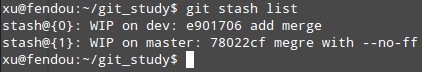 xu@fendou:~/git_study> git stash list
stash@{0}: WIP on dev: e901706 add merge
stash@{1}: WIP on master: 78022cf megre with --no-ff
xu@fendou:~/git_study> $